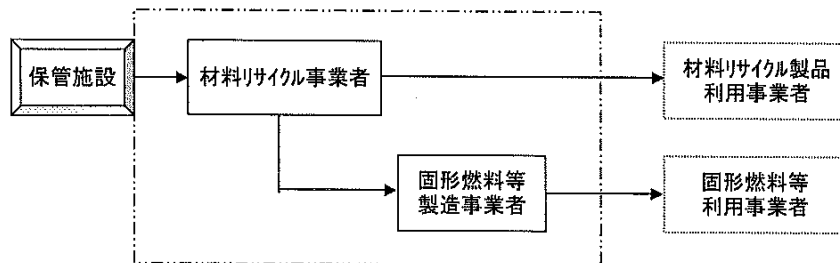 保管施設
材料リサイクル事業者
材料リサイクル製品
利用事業者
固形燃料等
製造事業者
固形燃料等
利用事業者